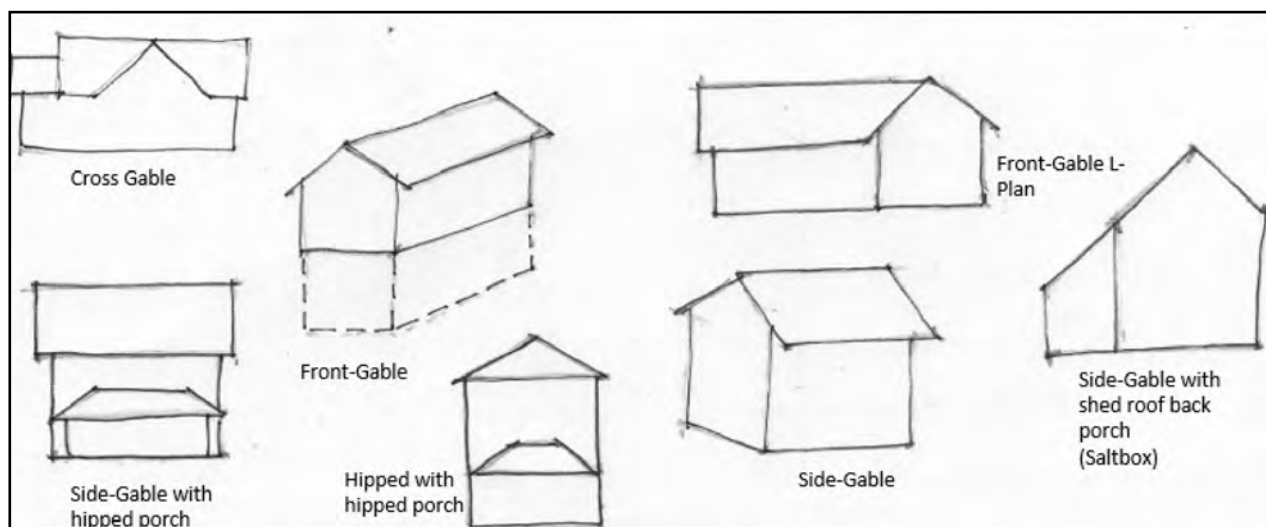 Cross Gable
Front-Gable L-
Plan
Front-Gable
Side-Gable with
shed roof back
porch
(Saltbox)
Hipped with
hipped porch
Side-Gable
Side-Gable with
hipped porch